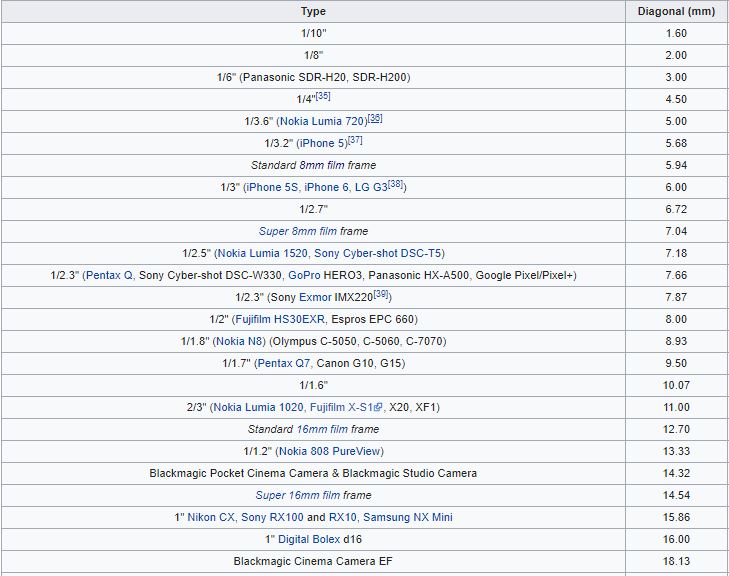 Type Diagonal (mm)
1/10" 1.60
1/8" 2.00
1/6" (Panasonic SDR-H20, SDR-H200) 3.00
1/4"[35] 4.50
1/3.6" (Nokia Lumia 720)[36] 5.00
1/3.2" (iPhone 5)[37] 5.68
Standard 8mm film frame 5.94
1/3" (iPhone 5S, iPhone 6, LG G3[38]) 6.00
1/2.7" 6.72
Super 8mm film frame 7.04
1/2.5" (Nokia Lumia 1520, Sony Cyber-shot DSC-T5) 7.18
1/2.3" (Pentax Q, Sony Cyber-shot DSC-W330, GoPro HERO3, Panasonic HX-A500, Google Pixel/Pixel+) 7.66
1/2.3" (Sony Exmor IMX220[39]) 7.87
1/2" (Fujifilm HS30EXR, Espros EPC 660) 8.00
1/1.8" (Nokia N8) (Olympus C-5050, C-5060, C-7070) 8.93
1/1.7" (Pentax Q7, Canon G10, G15) 9.50
1/1.6" 10.07
2/3" (Nokia Lumia 1020, Fujifilm X-S1, X20, XF1) 11.00
Standard 16mm film frame 12.70
1/1.2" (Nokia 808 PureView) 13.33
Blackmagic Pocket Cinema Camera & Blackmagic Studio Camera 14.32
Super 16mm film frame 14.54
1" Nikon CX, Sony RX100 and RX10, Samsung NX Mini 15.86
1" Digital Bolex d16 16.00
Blackmagic Cinema Camera EF 18.13